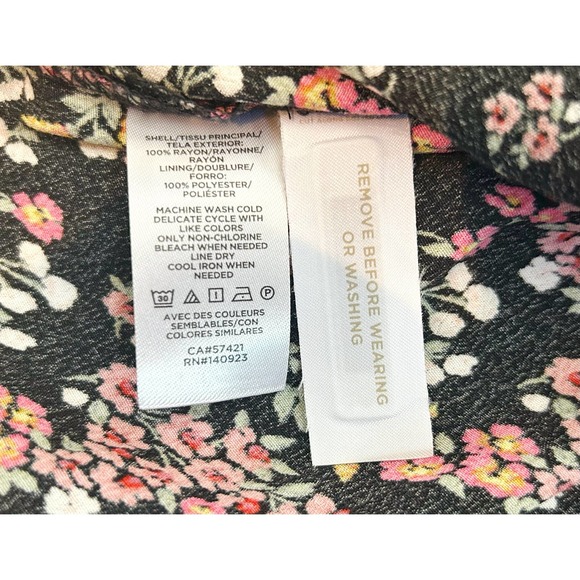 SHELL/TISSU PRINCIPAL/
TELA EXTERIOR:
100% RAYON/RAYONNE/
RAYÓN
LINING/DOUBLURE/
FORRO:
100% POLYESTER/
POLIÉSTER
MACHINE WASH COLD
DELICATE CYCLE WITH
LIKE COLORS
ONLY NON-CHLORINE
BLEACH WHEN NEEDED
LINE DRY
COOL IRON WHEN
NEEDED
30 P
AVEC DES COULEURS
SEMBLABLES/CON
COLORES SIMILARES
CA#57421
RN#140923
REMOVE BEFORE WEARING
OR WASHING